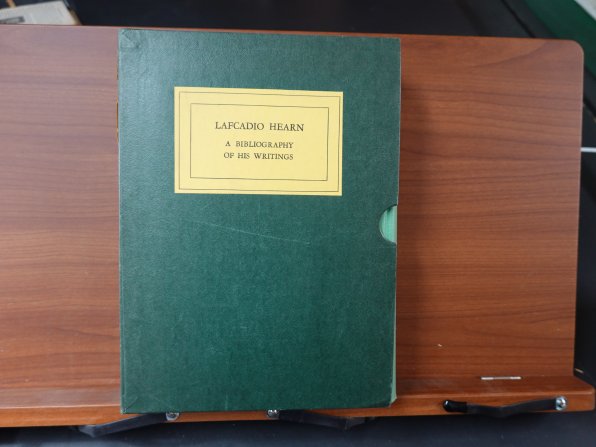 LAFCADIO HEARN
A BIBLIOGRAPHY
OF HIS WRITINGS